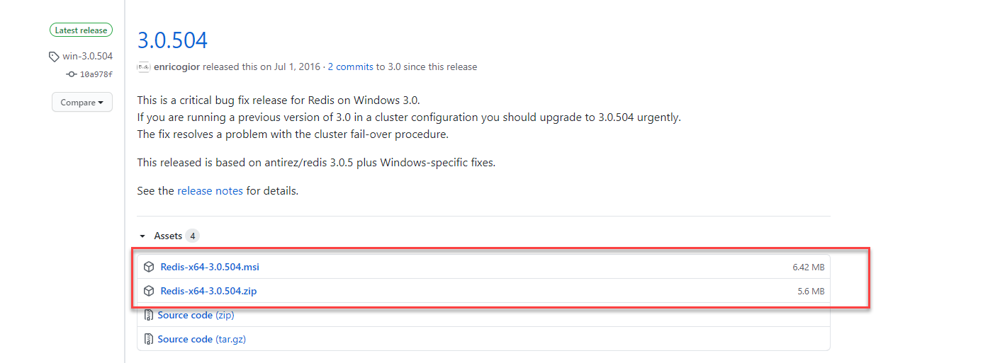 Latest release
win-3.0.504
10a978f
Compare
3.0.504
enricogior released this on Jul 1, 2016 · 2 commits to 3.0 since this release
This is a critical bug fix release for Redis on Windows 3.0.
If you are running a previous version of 3.0 in a cluster configuration you should upgrade to 3.0.504 urgently.
The fix resolves a problem with the cluster fail-over procedure.
This released is based on antirez/redis 3.0.5 plus Windows-specific fixes.
See the release notes for details.
Assets 4
Redis-x64-3.0.504.msi 6.42 MB
Redis-x64-3.0.504.zip 5.6 MB
Source code (zip)
Source code (tar.gz)